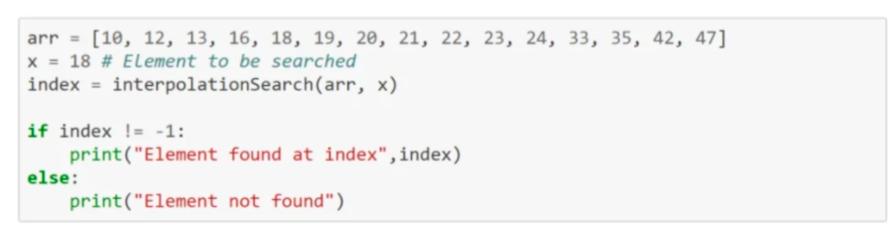 arr = [10, 12, 13, 16, 18, 19, 20, 21, 22, 23, 24, 33, 35, 42, 47]
x = 18 # Element to be searched
index = interpolationSearch(arr, x)
if index != -1:
    print("Element found at index",index)
else:
    print("Element not found")